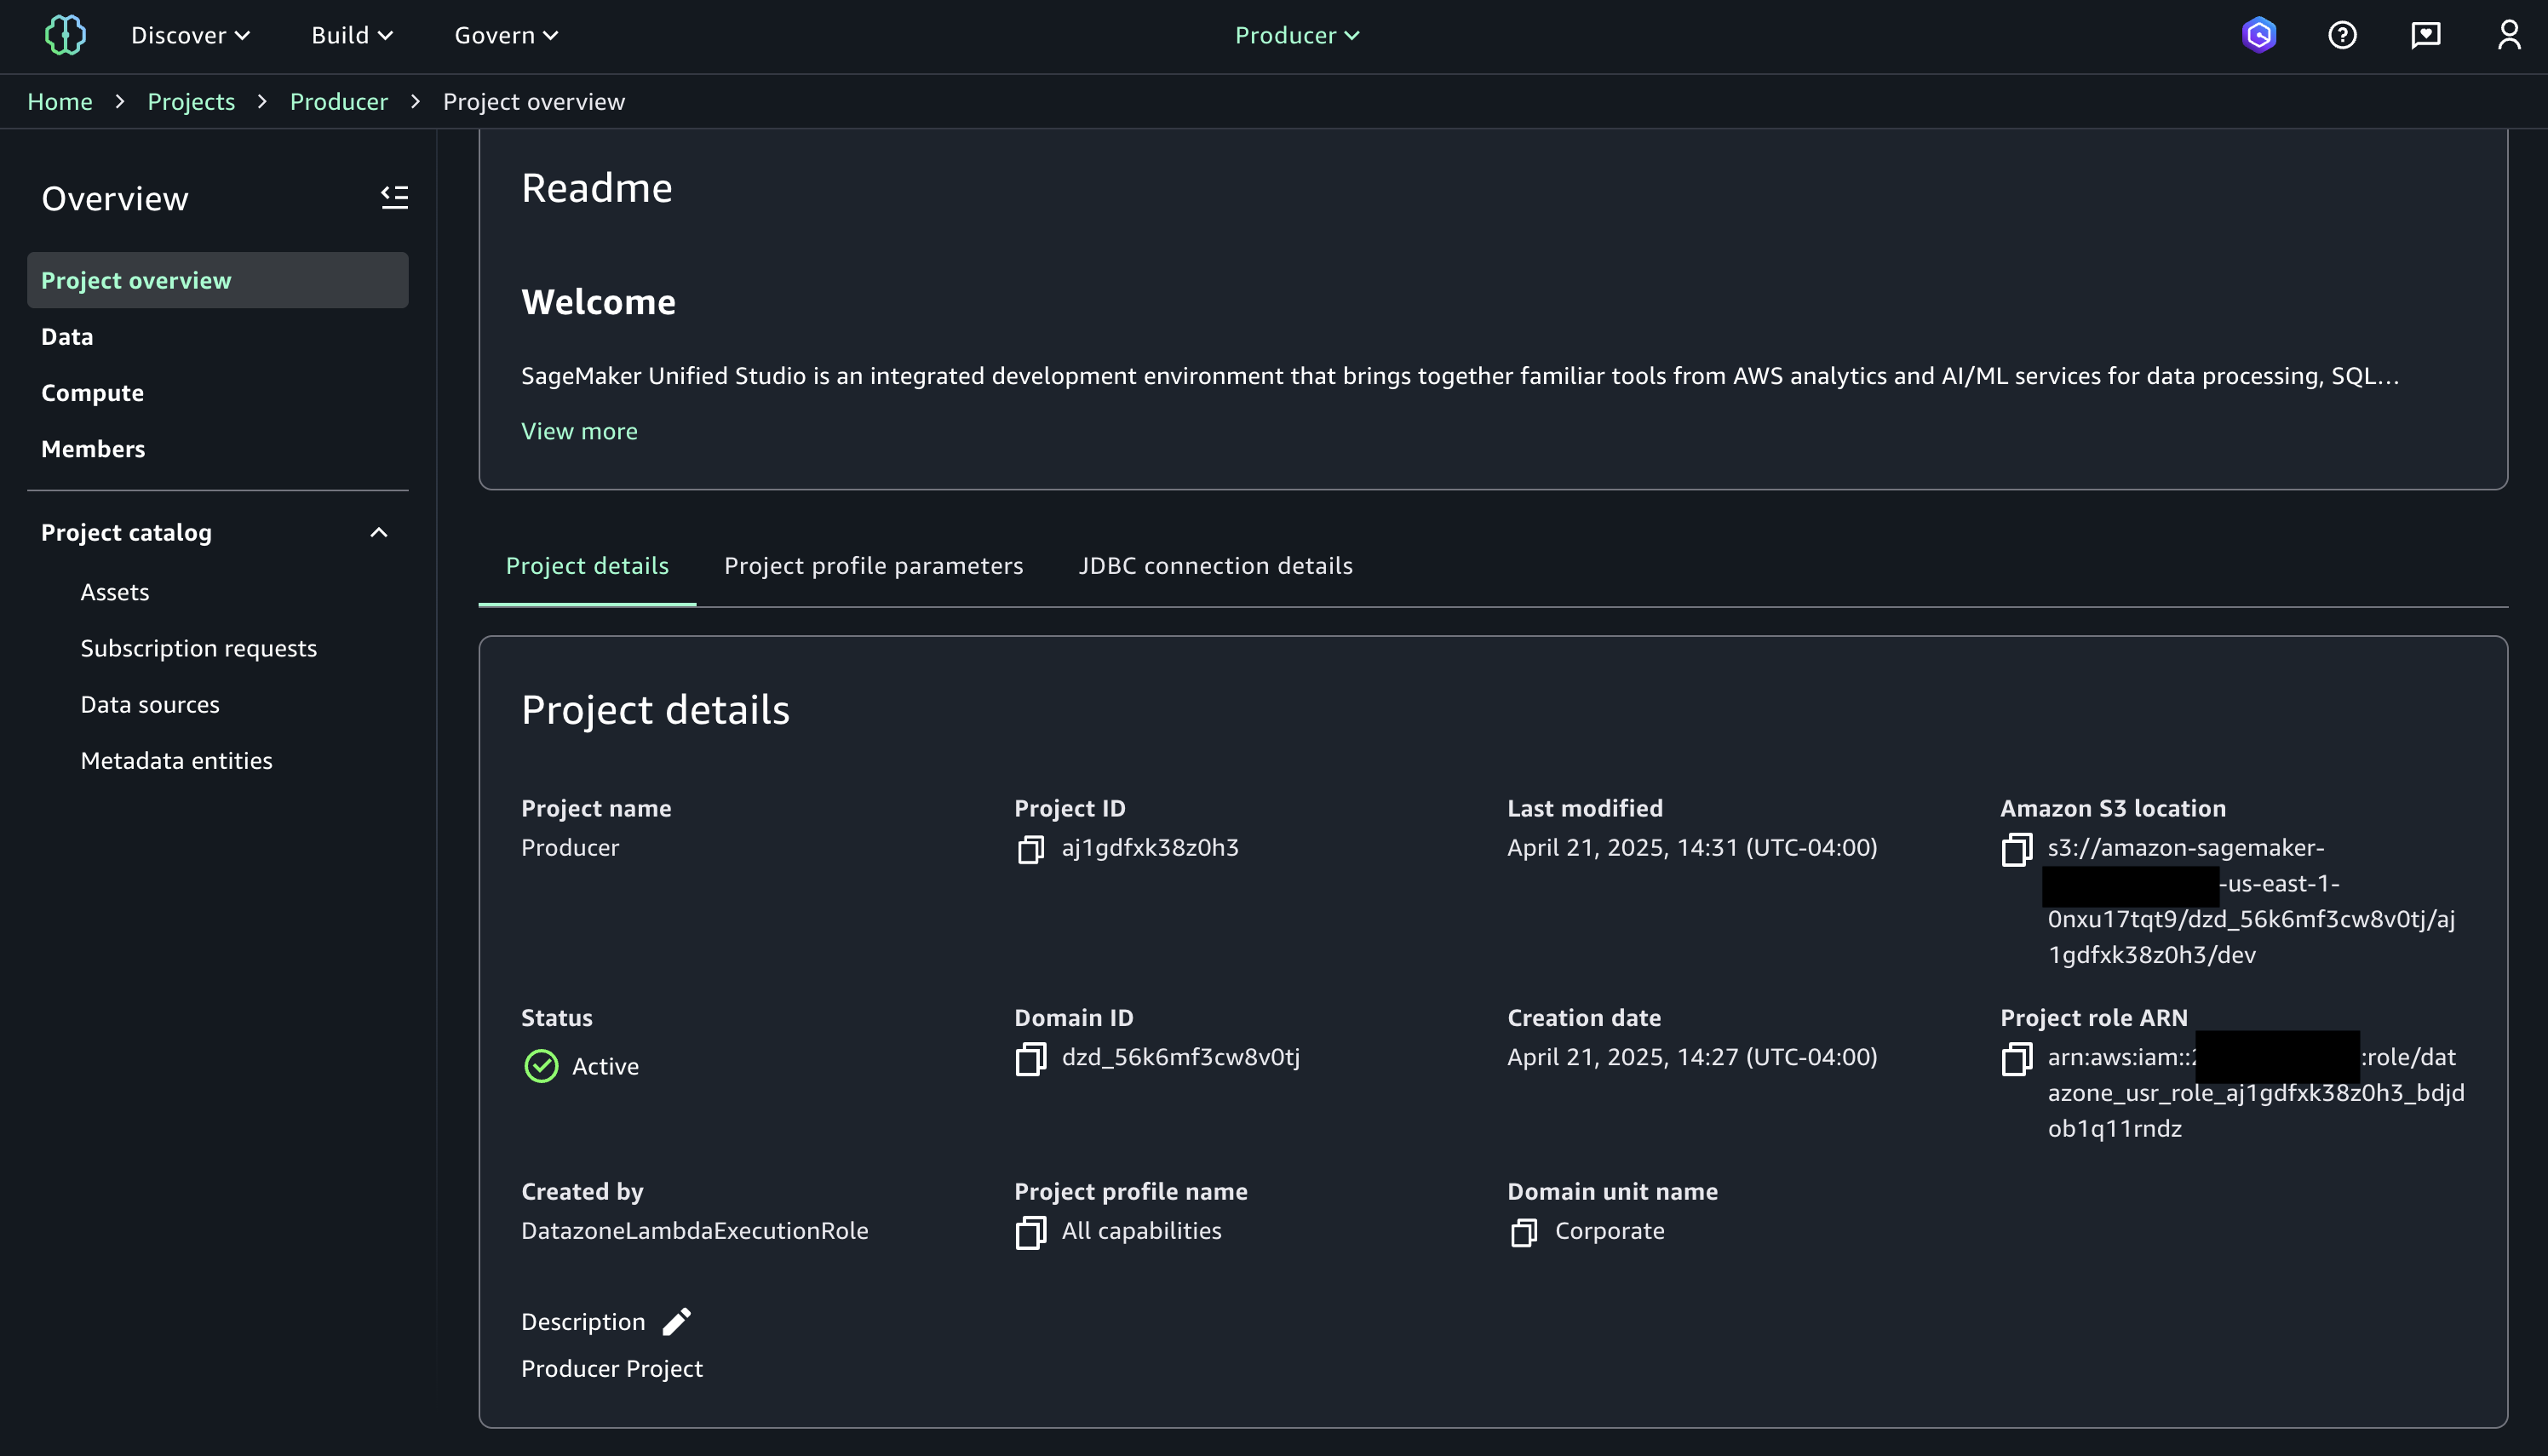 Discover
Build
Govern
Producer
Home
Projects
Producer
Project overview
Overview
Project overview
Data
Compute
Members
Project catalog
Assets
Subscription requests
Data sources
Metadata entities
Readme
Welcome
SageMaker Unified Studio is an integrated development environment that brings together familiar tools from AWS analytics and AI/ML services for data processing, SQL…
View more
Project details
Project profile parameters
JDBC connection details
Project details
Project name
Producer
Project ID
aj1gdfxk38z0h3
Last modified
April 21, 2025, 14:31 (UTC-04:00)
Amazon S3 location
s3://amazon-sagemaker-
-us-east-1-
0nxu17tqt9/dzd_56k6mf3cw8v0tj/aj
1gdfxk38z0h3/dev
Status
Active
Domain ID
dzd_56k6mf3cw8v0tj
Creation date
April 21, 2025, 14:27 (UTC-04:00)
Project role ARN
arn:aws:iam:: :role/dat
azone_usr_role_aj1gdfxk38z0h3_bdjd
ob1q11rndz
Created by
DatazoneLambdaExecutionRole
Project profile name
All capabilities
Domain unit name
Corporate
Description
Producer Project